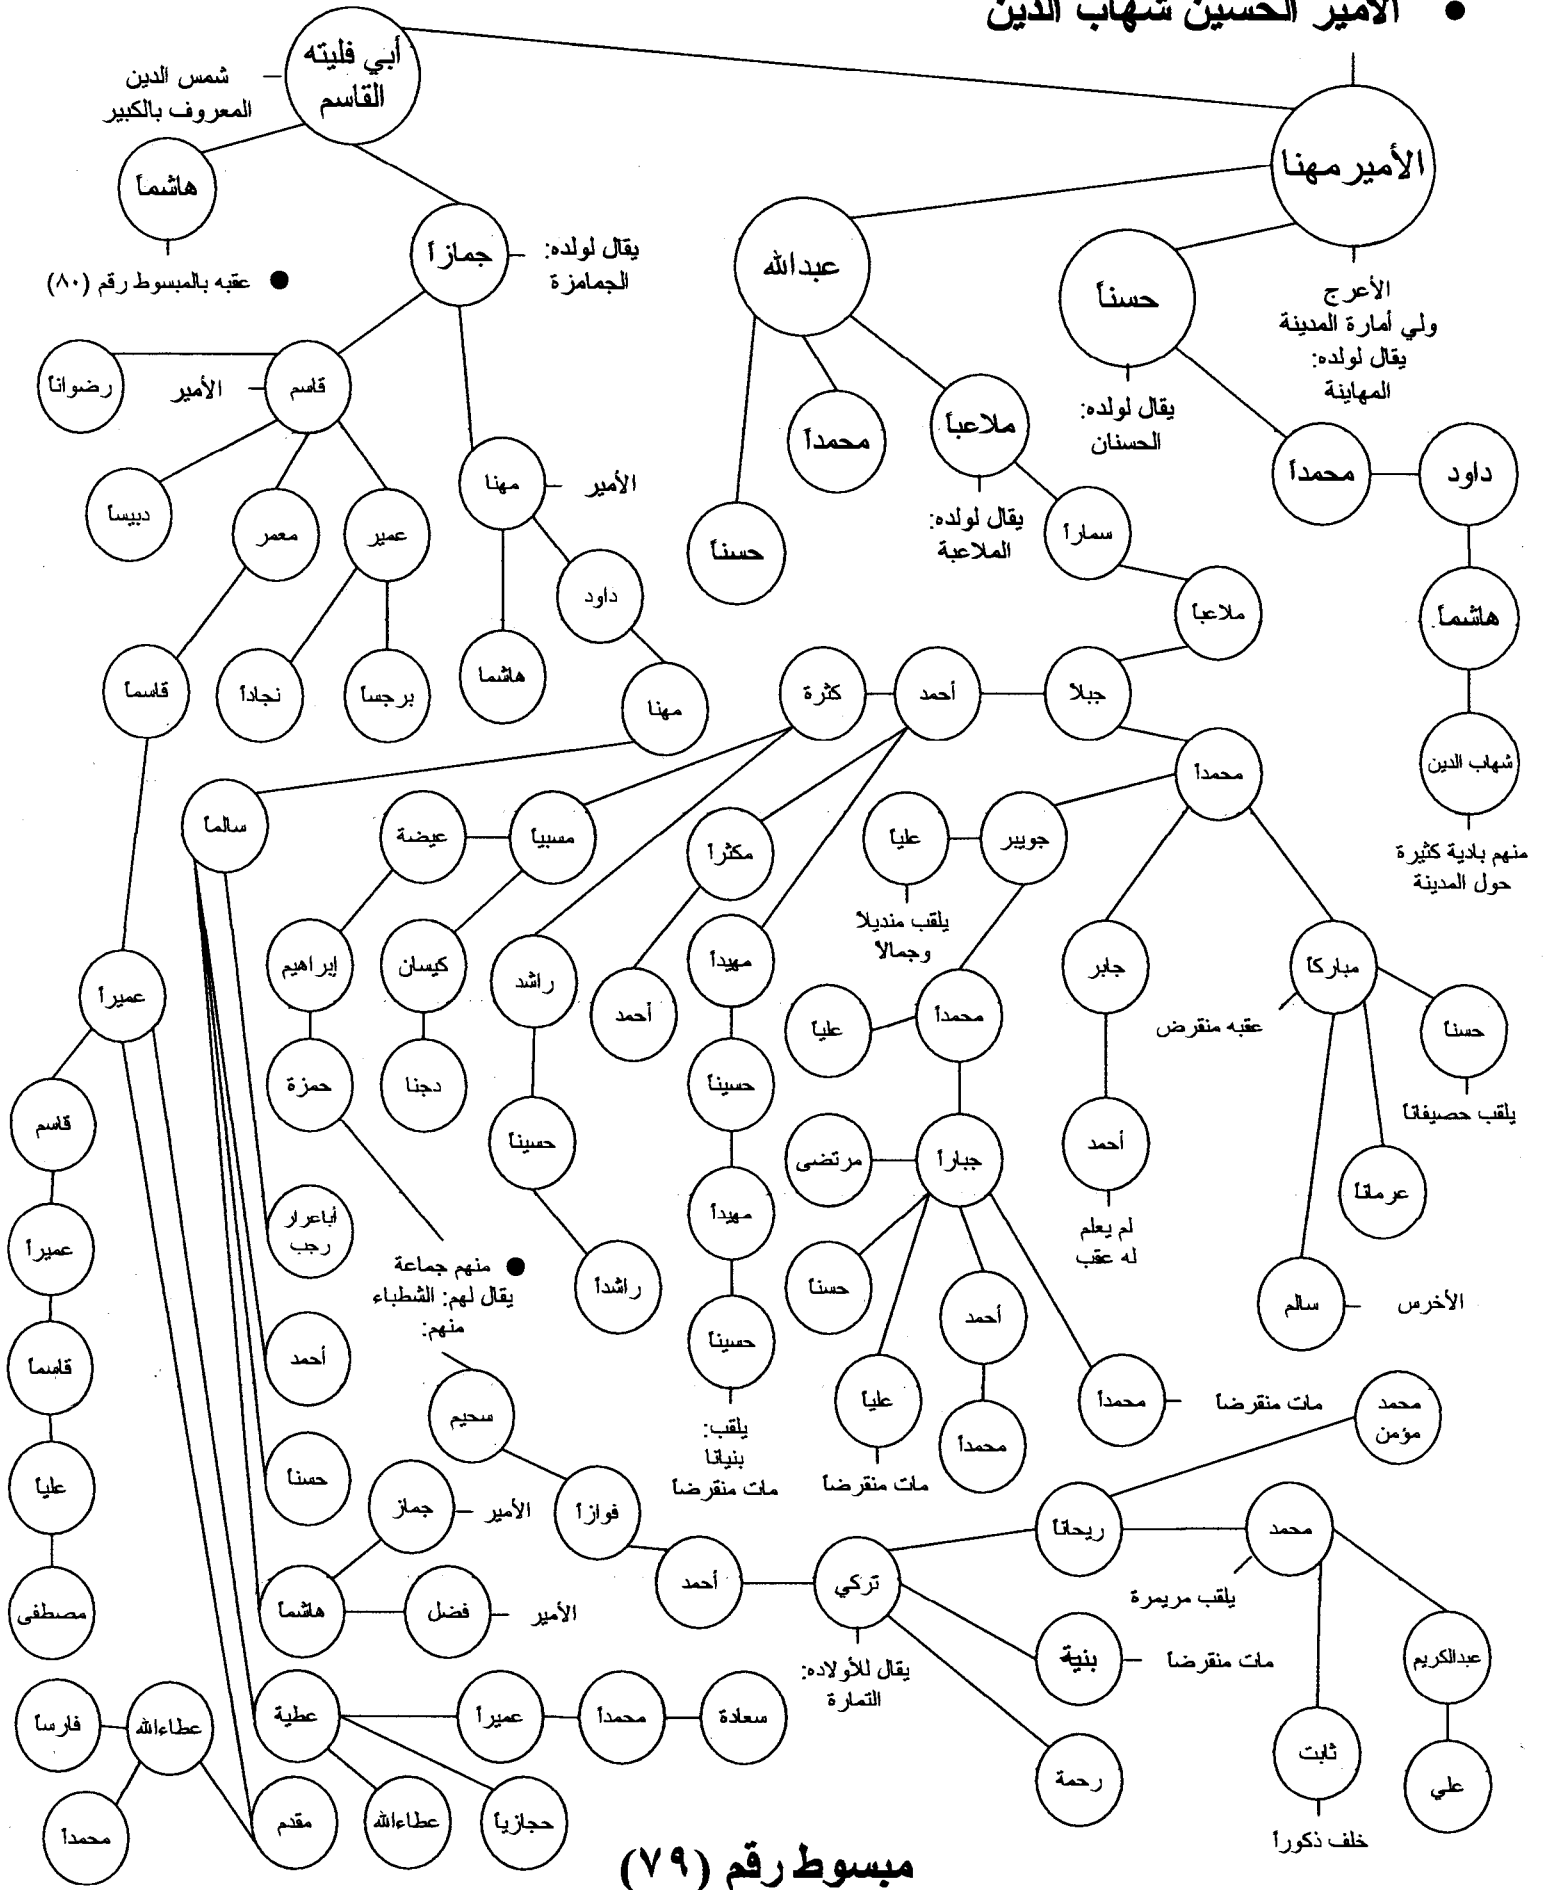 • الأمير الحسين شهاب الدين
الأمير مهنا
الأعرج
ولي أمارة المدينة
يقال لولده:
المهاينة
أبي فليته
القاسم
شمس الدين
المعروف بالكبير
هاشماً
• عقبه بالمبسوط رقم (٨٠)
جمازاً
يقال لولده:
الجمامزة
عبدالله
حسناً
يقال لولده:
الحسنان
محمداً
داود
هاشماً
شهاب الدين
منهم بادية كثيرة
حول المدينة
ملاعباً
يقال لولده:
الملاعبة
محمداً
حسناً
سماراً
ملاعباً
جبلاً
أحمد
كثرة
محمداً
قاسم
الأمير
رضواناً
دبيساً
معمر
عمير
مهنا
الأمير
داود
هاشما
مهنا
برجساً
نجاداً
قاسماً
سالماً
عيضة
مسبياً
مكثراً
علياً
يلقب منديلاً
وجمالاً
جويبر
إبراهيم
كيسان
راشد
أحمد
مهيداً
محمداً
علياً
جابر
مباركاً
عقبه منقرض
حسناً
يلقب حصيفاناً
عميراً
حمزة
دجنا
حسيناً
حسيناً
جباراً
مرتضى
أحمد
لم يعلم
له عقب
عرماناً
سالم
الأخرس
قاسم
عميراً
أباعرار
رجب
• منهم جماعة
يقال لهم: الشطباء
منهم:
راشداً
مهيداً
حسيناً
يلقب:
بنيانا
مات منقرضاً
حسناً
علياً
مات منقرضاً
أحمد
محمداً
محمداً
مات منقرضاً
محمد
مؤمن
قاسماً
أحمد
سحيم
علياً
حسناً
جماز
الأمير
فوازاً
أحمد
تركي
يقال للأولاده:
التمارة
ريحاناً
محمد
يلقب مريمرة
مصطفى
هاشماً
فضل
الأمير
بنية
مات منقرضاً
عبدالكريم
فارساً
عطاءالله
عطية
عميراً
محمداً
سعادة
رحمة
ثابت
خلف ذكوراً
علي
محمداً
مقدم
عطاءالله
حجازياً
مبسوط رقم (٧٩)